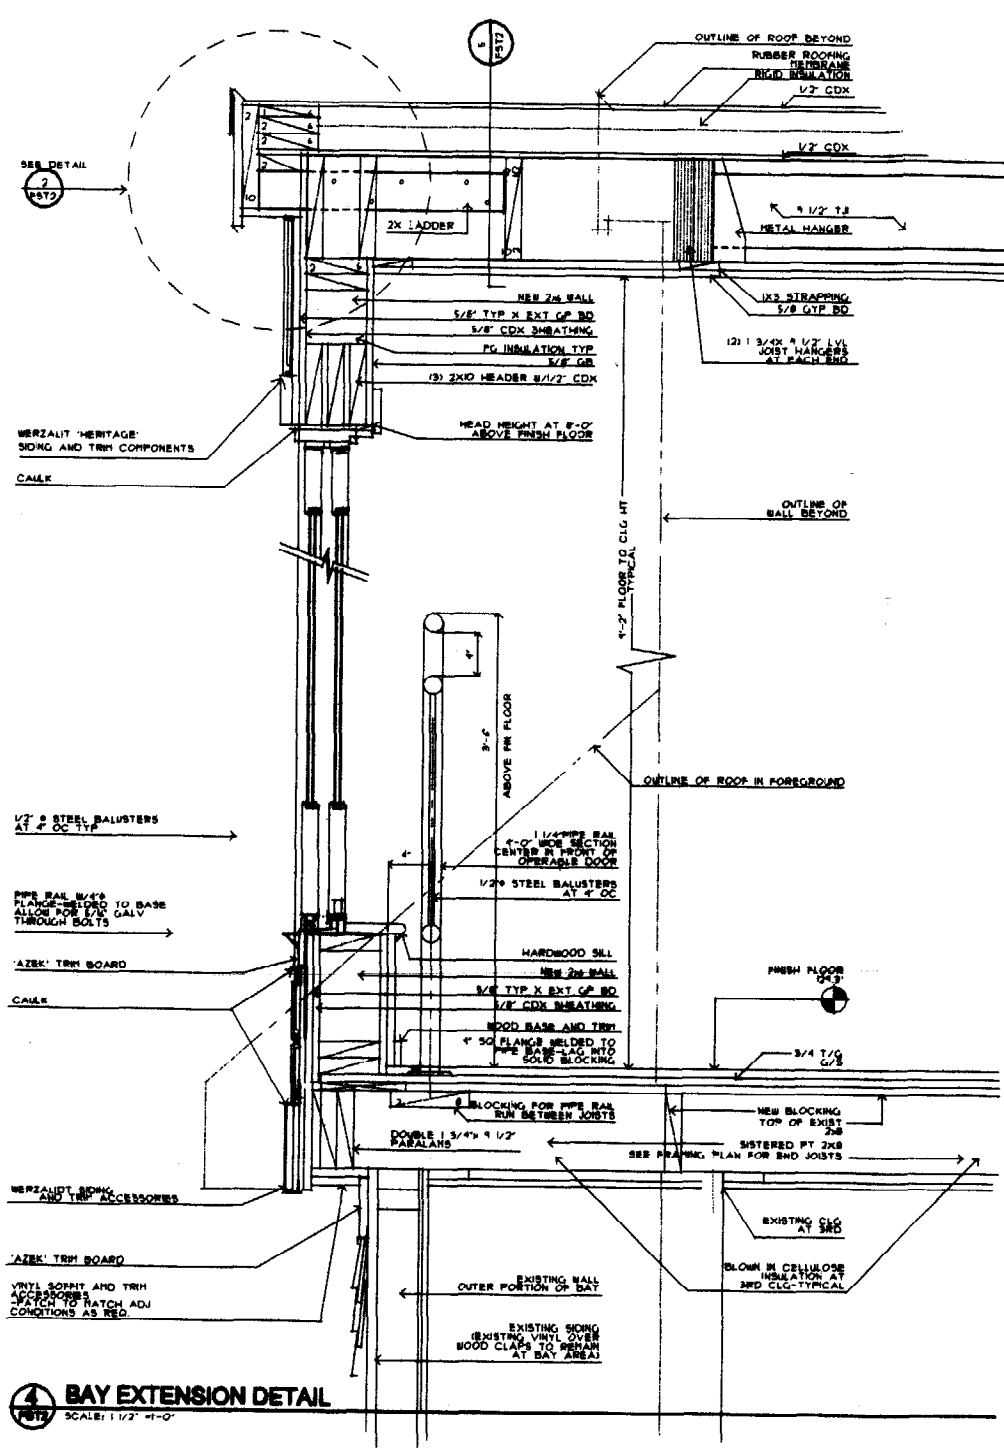 5
PST2
OUTLINE OF ROOF BEYOND
RUBBER ROOFING
MEMBRANE
RIGID INSULATION
1/2" CDX
1/2" CDX
SEE DETAIL
2
PST2
2X LADDER
9 1/2" TJI
METAL HANGER
NEW 2x6 WALL
5/8" TYP X EXT GP BD
5/8" CDX SHEATHING
FG INSULATION TYP
5/8" GB
(3) 2X10 HEADER W/1/2" CDX
1X3 STRAPPING
5/8 GYP BD
(2) 1 3/4X 9 1/2" LVL
JOIST HANGERS
AT EACH END
HEAD HEIGHT AT 8'-0"
ABOVE FINISH FLOOR
WERZALIT 'HERITAGE'
SIDING AND TRIM COMPONENTS
CAULK
OUTLINE OF
WALL BEYOND
9'-2" FLOOR TO CLG HT
TYPICAL
4"
3'-6"
ABOVE FIN FLOOR
OUTLINE OF ROOF IN FOREGROUND
1/2" ø STEEL BALUSTERS
AT 4" OC TYP
1 1/4"PIPE RAIL
4'-0" WIDE SECTION
CENTER IN FRONT OF
OPERABLE DOOR
1/2"ø STEEL BALUSTERS
AT 4" OC
PIPE RAIL W/4"ø
FLANGE-WELDED TO BASE
ALLOW FOR 5/16" GALV
THROUGH BOLTS
HARDWOOD SILL
'AZEK' TRIM BOARD
NEW 2x6 WALL
FINISH FLOOR
5/8" TYP X EXT GP BD
CAULK
5/8" CDX SHEATHING
WOOD BASE AND TRIM
4" SQ FLANGE WELDED TO
PIPE BASE-LAG INTO
SOLID BLOCKING
3/4 T/G
G/S
BLOCKING FOR PIPE RAIL
RUN BETWEEN JOISTS
NEW BLOCKING
TOP OF EXIST
2x8
DOUBLE 1 3/4"x 9 1/2"
PARALAMS
SISTERED PT 2X8
SEE FRAMING PLAN FOR END JOISTS
WERZALIDT SIDING
AND TRIM ACCESSORIES
EXISTING CLG
AT 3RD
'AZEK' TRIM BOARD
BLOWN IN CELLULOSE
INSULATION AT
3RD CLG-TYPICAL
VINYL SOFFIT AND TRIM
ACCESSORIES
-PATCH TO MATCH ADJ
CONDITIONS AS REQ.
EXISTING WALL
OUTER PORTION OF BAY
EXISTING SIDING
(EXISTING VINYL OVER
WOOD CLAPS TO REMAIN
AT BAY AREA)
4
PST2
BAY EXTENSION DETAIL
SCALE: 1 1/2" =1'-0"